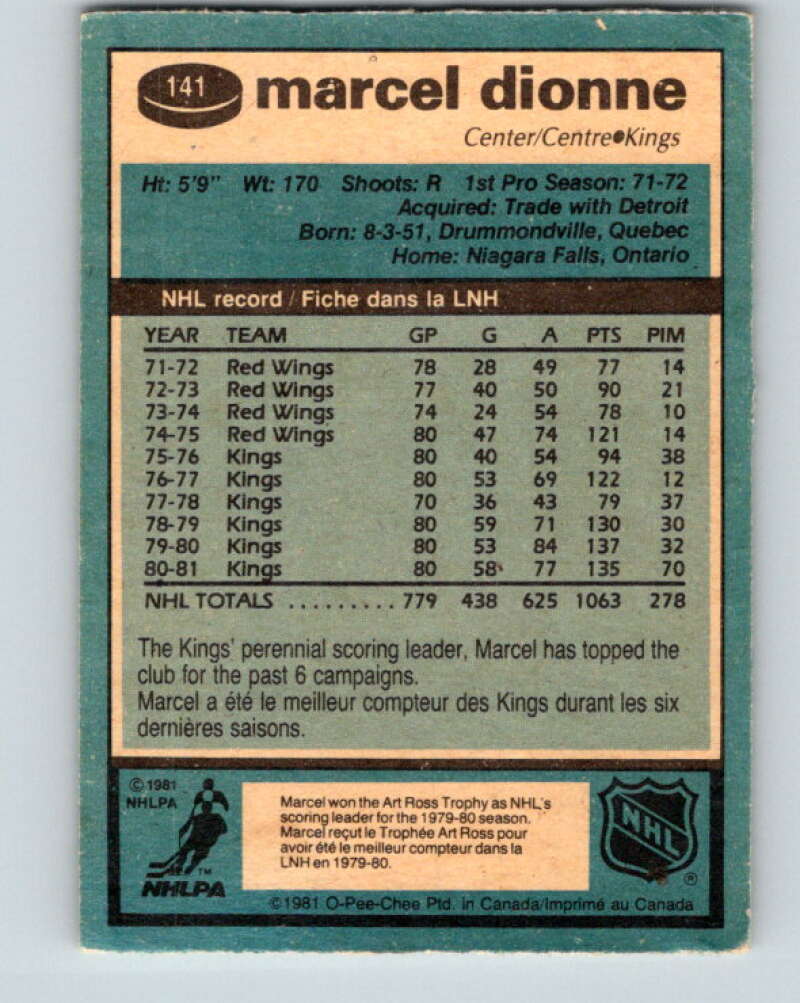 141 marcel dionne
Center/Centre●Kings
Ht: 5'9" Wt: 170 Shoots: R 1st Pro Season: 71-72
Acquired: Trade with Detroit
Born: 8-3-51, Drummondville, Quebec
Home: Niagara Falls, Ontario
NHL record / Fiche dans la LNH
YEAR TEAM GP G A PTS PIM
71-72 Red Wings 78 28 49 77 14
72-73 Red Wings 77 40 50 90 21
73-74 Red Wings 74 24 54 78 10
74-75 Red Wings 80 47 74 121 14
75-76 Kings 80 40 54 94 38
76-77 Kings 80 53 69 122 12
77-78 Kings 70 36 43 79 37
78-79 Kings 80 59 71 130 30
79-80 Kings 80 53 84 137 32
80-81 Kings 80 58 77 135 70
NHL TOTALS .......... 779 438 625 1063 278
The Kings' perennial scoring leader, Marcel has topped the
club for the past 6 campaigns.
Marcel a été le meilleur compteur des Kings durant les six
dernières saisons.
©1981
NHLPA
TM
NHLPA
Marcel won the Art Ross Trophy as NHL's
scoring leader for the 1979-80 season.
Marcel reçut le Trophée Art Ross pour
avoir été le meilleur compteur dans la
LNH en 1979-80.
NHL
®
©1981 O-Pee-Chee Ptd. in Canada/Imprimé au Canada